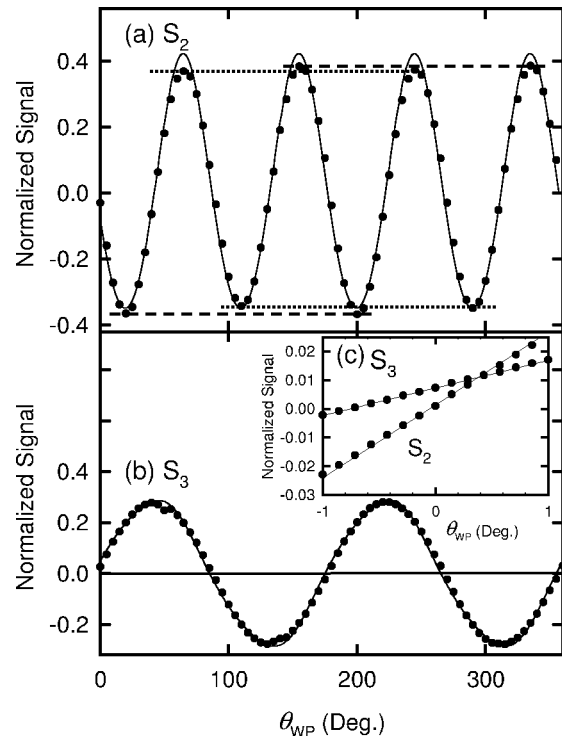 (a) S2
0.4
0.2
0.0
-0.2
-0.4
Normalized Signal
(c)
S3
S2
0.02
0.01
0.00
-0.01
-0.02
-0.03
Normalized Signal
-1
0
1
θWP (Deg.)
(b) S3
0.4
0.2
0.0
-0.2
Normalized Signal
0
100
200
300
θWP (Deg.)